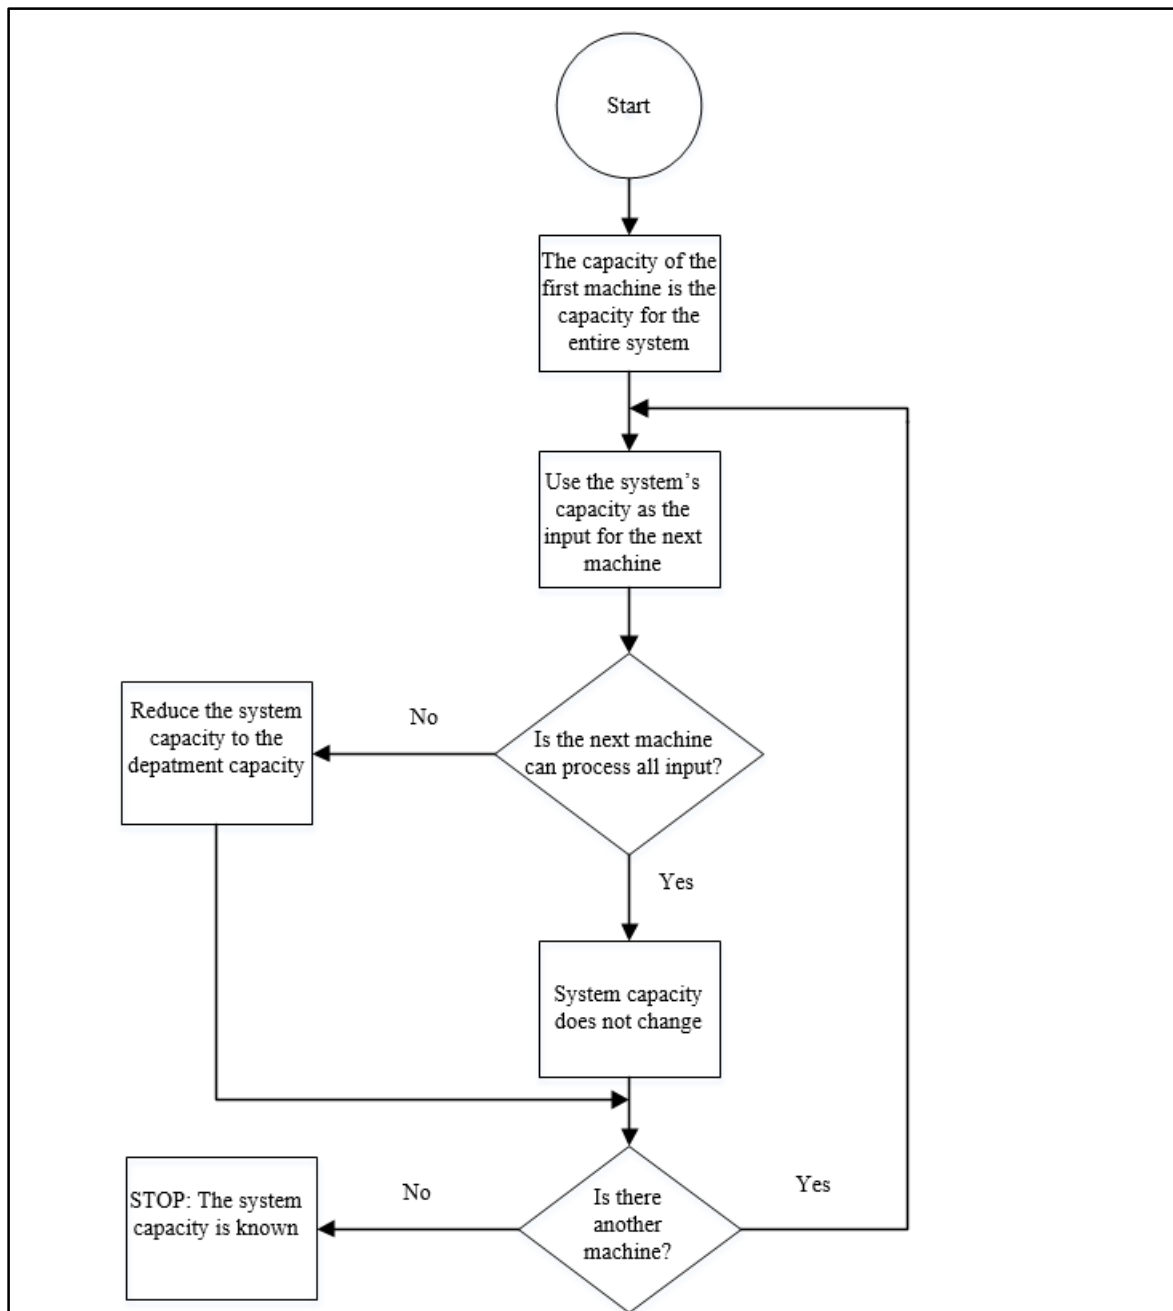 Start
The capacity of the
first machine is the
capacity for the
entire system
Use the system’s
capacity as the
input for the next
machine
Is the next machine
can process all input?
No
Reduce the system
capacity to the
depatment capacity
Yes
System capacity
does not change
Is there
another
machine?
Yes
No
STOP: The system
capacity is known